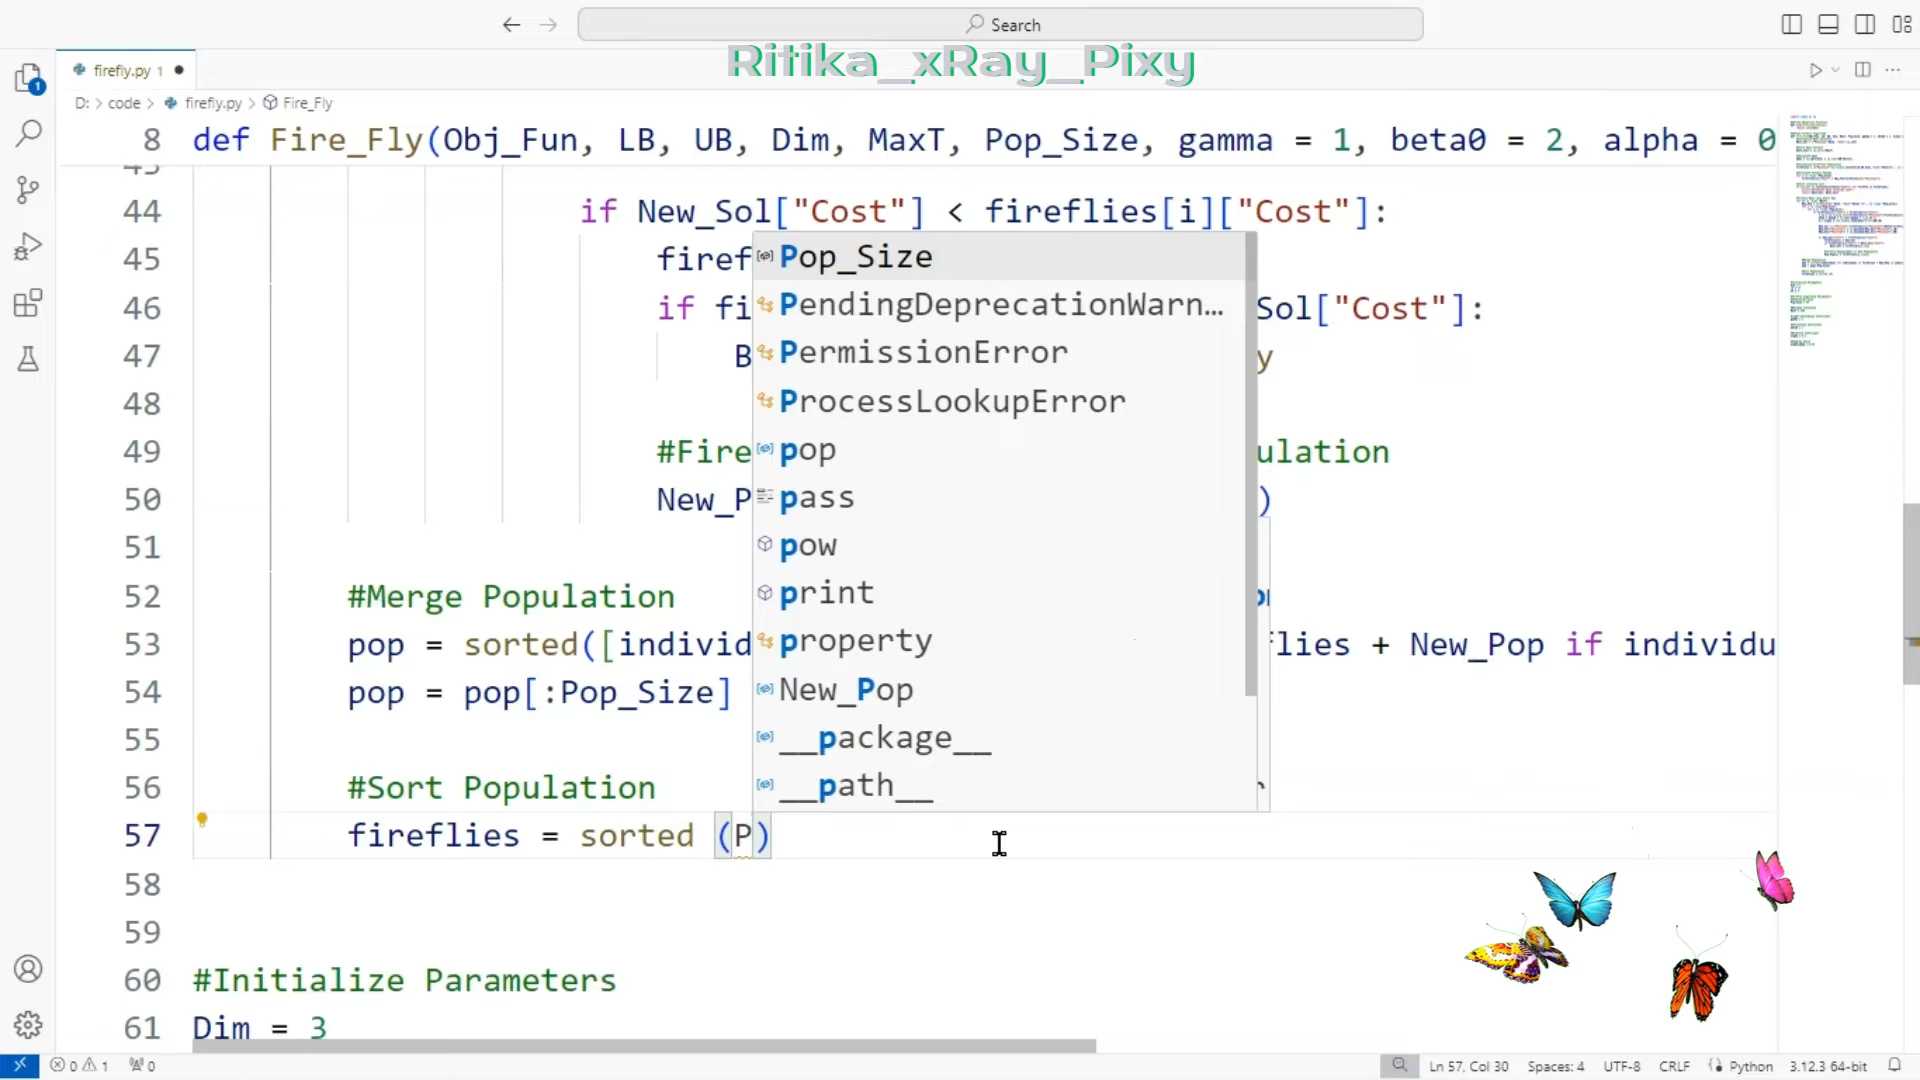 Search
Ritika_xRay_Pixy
firefly.py 1
D: > code > firefly.py > Fire_Fly
8 def Fire_Fly(Obj_Fun, LB, UB, Dim, MaxT, Pop_Size, gamma = 1, beta0 = 2, alpha = 0
44 if New_Sol["Cost"] < fireflies[i]["Cost"]:
45 firef
46 if fi Sol["Cost"]:
47 B y
48
49 #Fire ulation
50 New_P )
51
52 #Merge Population
53 pop = sorted([individ flies + New_Pop if individu
54 pop = pop[:Pop_Size]
55
56 #Sort Population
57 fireflies = sorted (P)
58
59
60 #Initialize Parameters
61 Dim = 3
Pop_Size
PendingDeprecationWarn…
PermissionError
ProcessLookupError
pop
pass
pow
print
property
New_Pop
__package__
__path__
1
0 1 0
Ln 57, Col 30 Spaces: 4 UTF-8 CRLF Python 3.12.3 64-bit